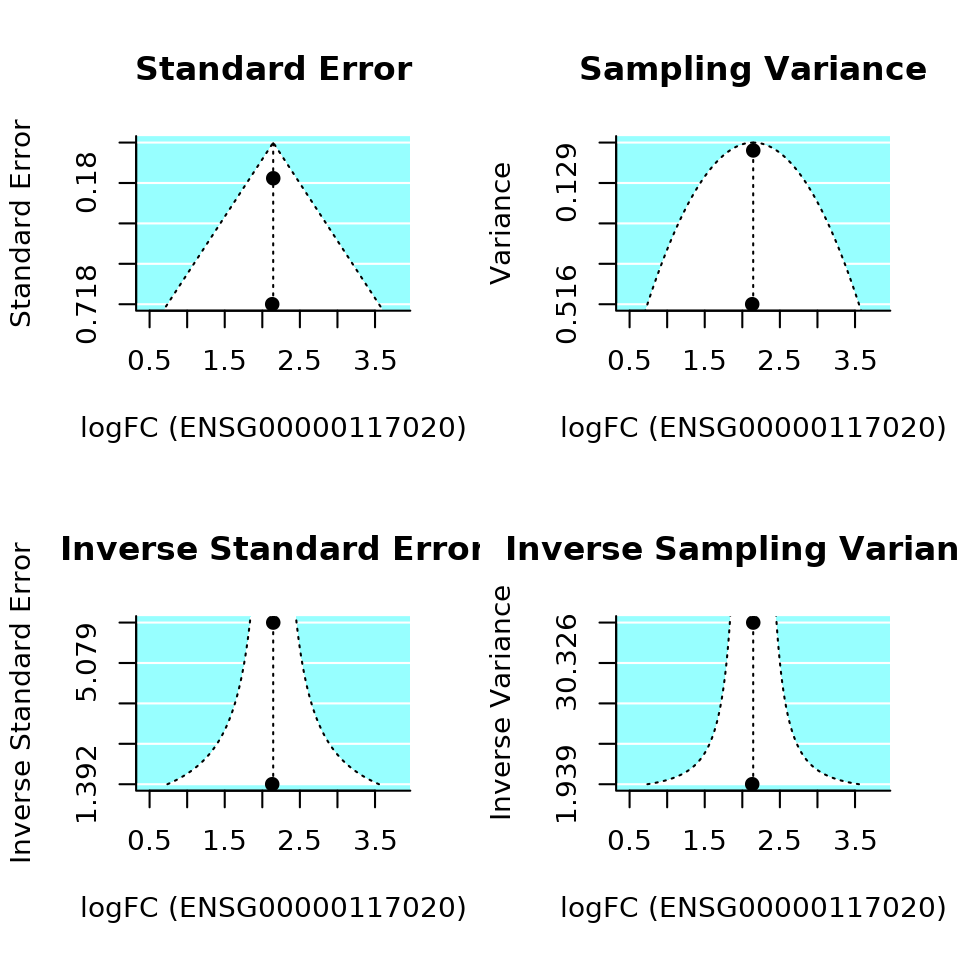 Standard Error
Standard Error
0.18
0.718
0.5 1.5 2.5 3.5
logFC (ENSG00000117020)
Sampling Variance
Variance
0.129
0.516
0.5 1.5 2.5 3.5
logFC (ENSG00000117020)
Inverse Standard Error
Inverse Standard Error
5.079
1.392
0.5 1.5 2.5 3.5
logFC (ENSG00000117020)
Inverse Sampling Varian
Inverse Variance
30.326
1.939
0.5 1.5 2.5 3.5
logFC (ENSG00000117020)